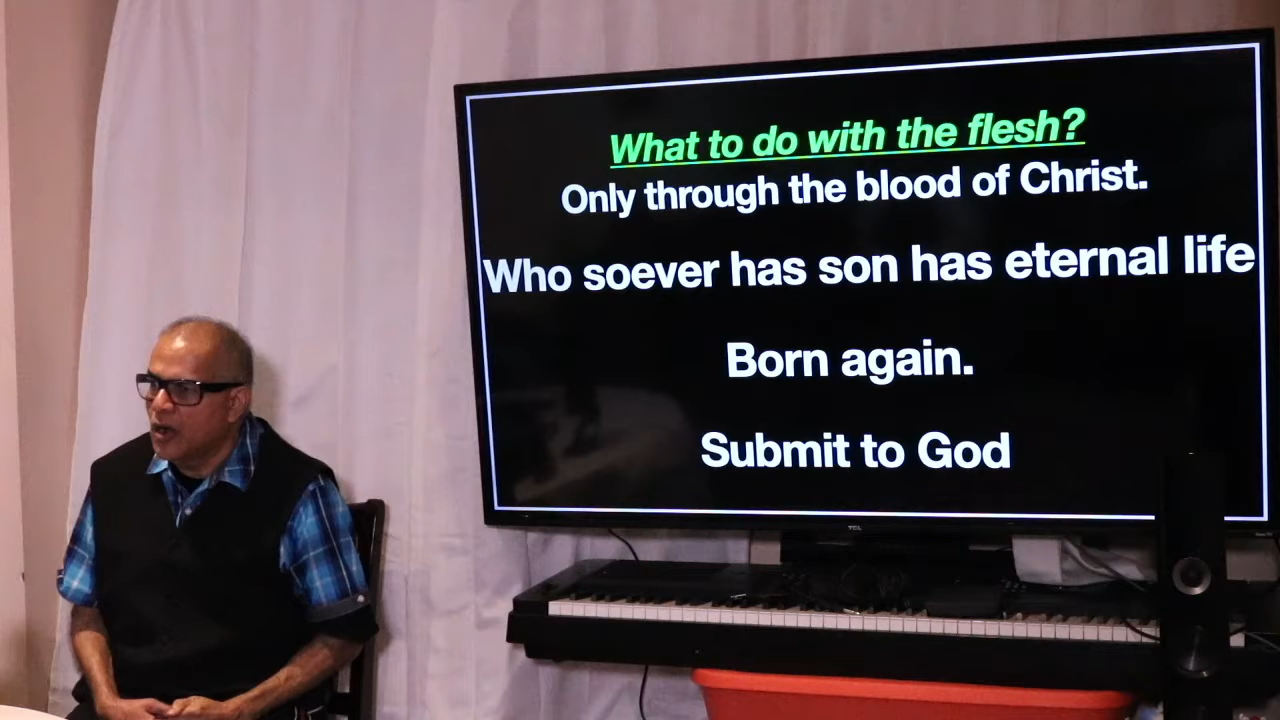 What to do with the flesh?
Only through the blood of Christ.
Who soever has son has eternal life
Born again.
Submit to God
TCL